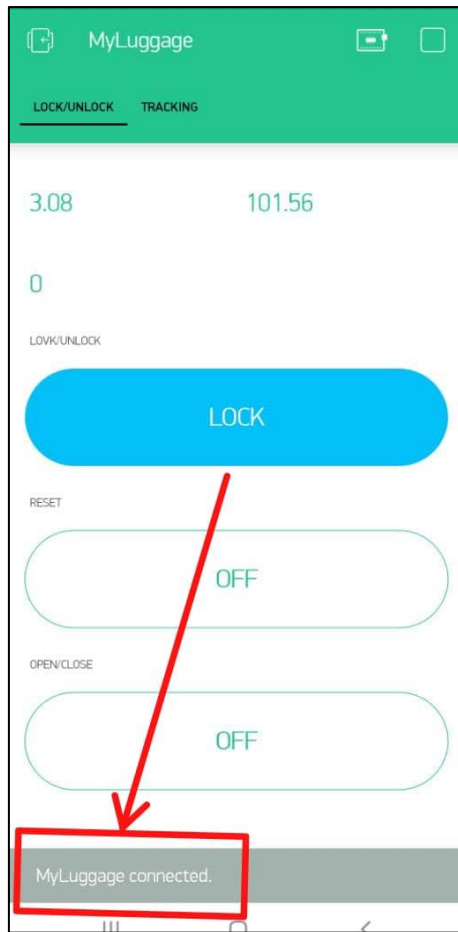 MyLuggage
LOCK/UNLOCK TRACKING
3.08 101.56
0
LOVK/UNLOCK
LOCK
RESET
OFF
OPEN/CLOSE
OFF
MyLuggage connected.